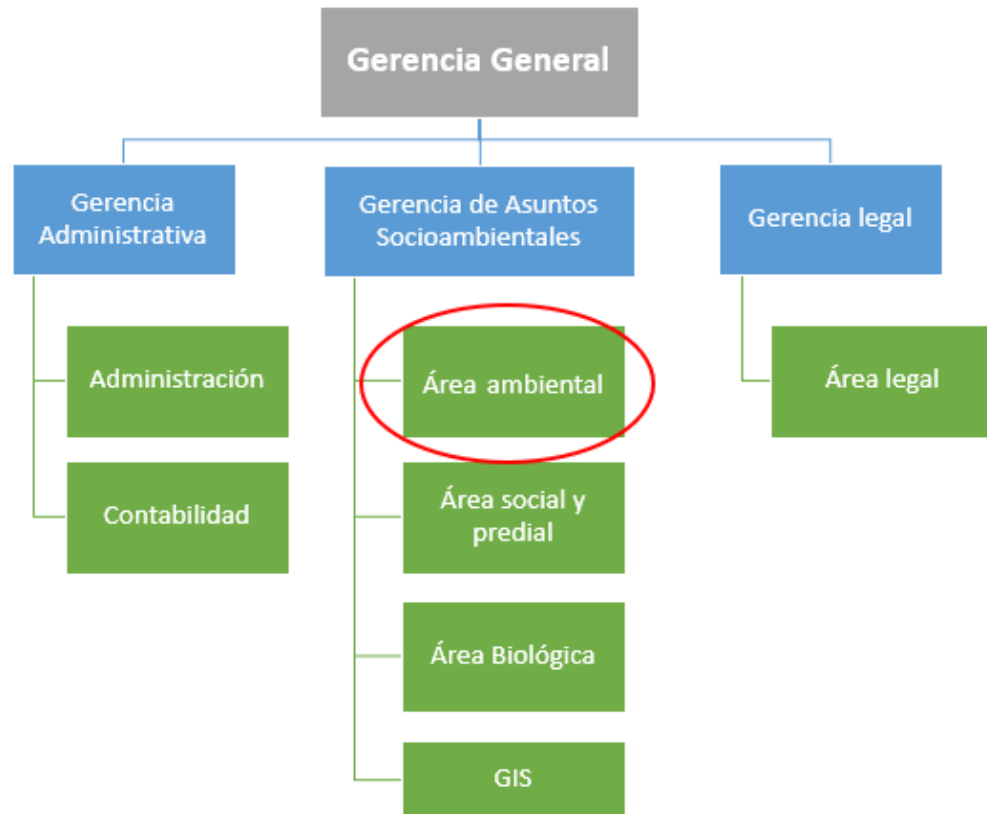 Gerencia General
Gerencia
Administrativa
Gerencia de Asuntos
Socioambientales
Gerencia legal
Administración
Área ambiental
Área legal
Contabilidad
Área social y
predial
Área Biológica
GIS